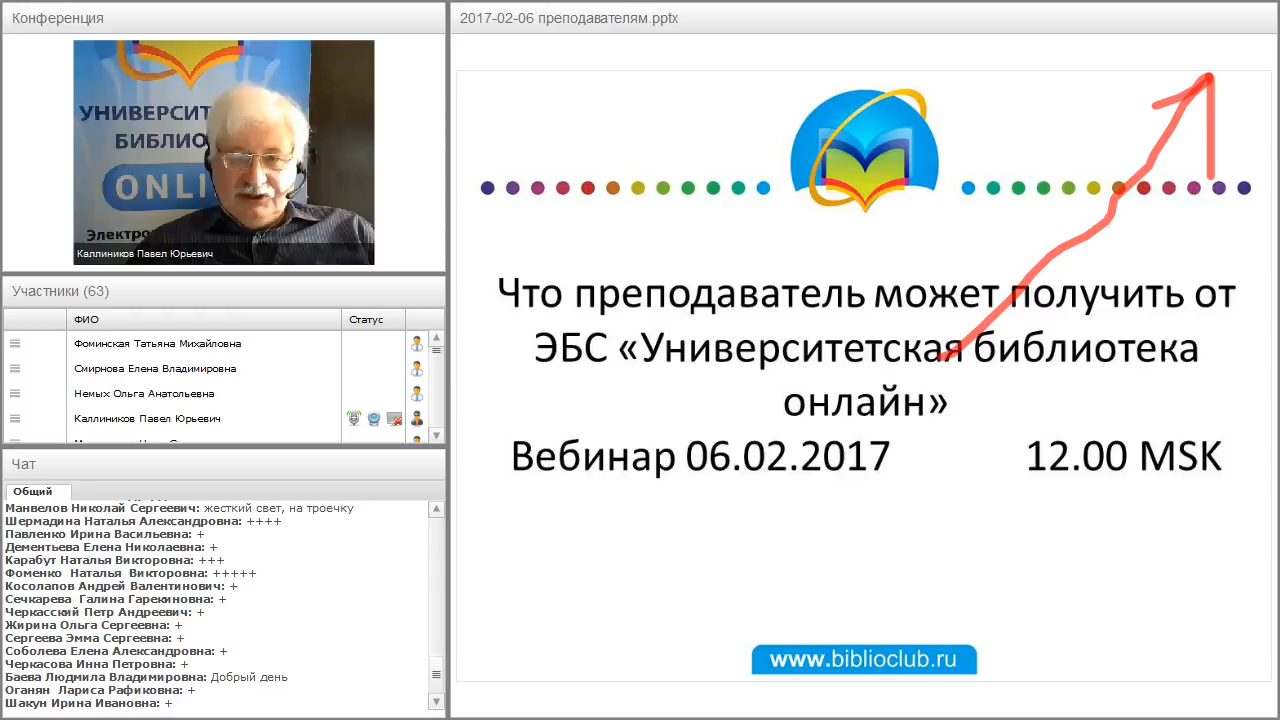 Конференция
УНИВЕРСИТ
БИБЛИО
ONLI
Электро
Каллиников Павел Юрьевич
Участники (63)
ФИО Статус
Фоминская Татьяна Михайловна
Смирнова Елена Владимировна
Немых Ольга Анатольевна
Каллиников Павел Юрьевич
Чат
Общий
Манвелов Николай Сергеевич: жесткий свет, на троечку
Шермадина Наталья Александровна: ++++
Павленко Ирина Васильевна: +
Дементьева Елена Николаевна: +
Карабут Наталья Викторовна: +++
Фоменко Наталья Викторовна: +++++
Косолапов Андрей Валентинович: +
Сечкарева Галина Гарекиновна: +
Черкасский Петр Андреевич: +
Жирина Ольга Сергеевна: +
Сергеева Эмма Сергеевна: +
Соболева Елена Александровна: +
Черкасова Инна Петровна: +
Баева Людмила Владимировна: Добрый день
Оганян Лариса Рафиковна: +
Шакун Ирина Ивановна: +
2017-02-06 преподавателям.pptx
Что преподаватель может получить от
ЭБС «Университетская библиотека
онлайн»
Вебинар 06.02.2017 12.00 MSK
www.biblioclub.ru